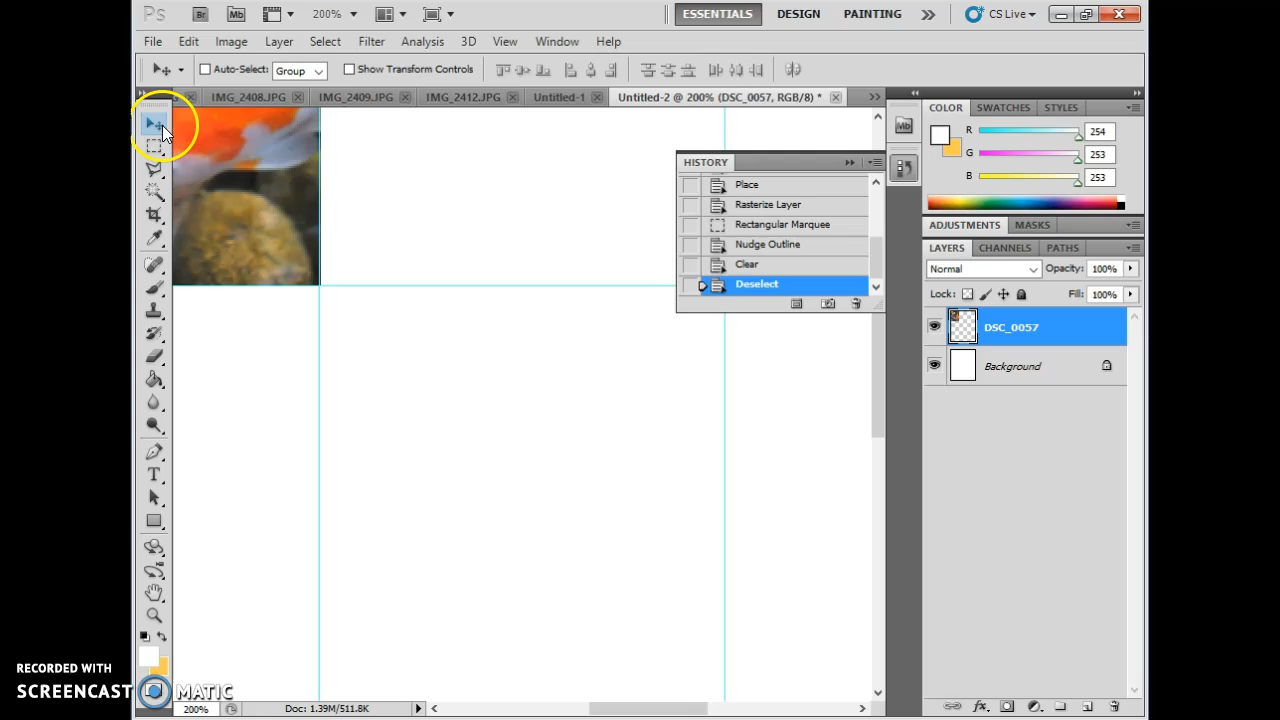 Ps Br Mb 200% ESSENTIALS DESIGN PAINTING CS Live
File Edit Image Layer Select Filter Analysis 3D View Window Help
Auto-Select: Group Show Transform Controls
IMG_2408.JPG IMG_2409.JPG IMG_2412.JPG Untitled-1 Untitled-2 @ 200% (DSC_0057, RGB/8) *
COLOR SWATCHES STYLES
Mb
R 254
G 253
B 253
HISTORY
Place
Rasterize Layer
Rectangular Marquee
Nudge Outline
Clear
Deselect
ADJUSTMENTS MASKS
LAYERS CHANNELS PATHS
Normal Opacity: 100%
Lock: Fill: 100%
DSC_0057
Background
T
RECORDED WITH
SCREENCAST MATIC
200% Doc: 1.39M/511.8K
fx